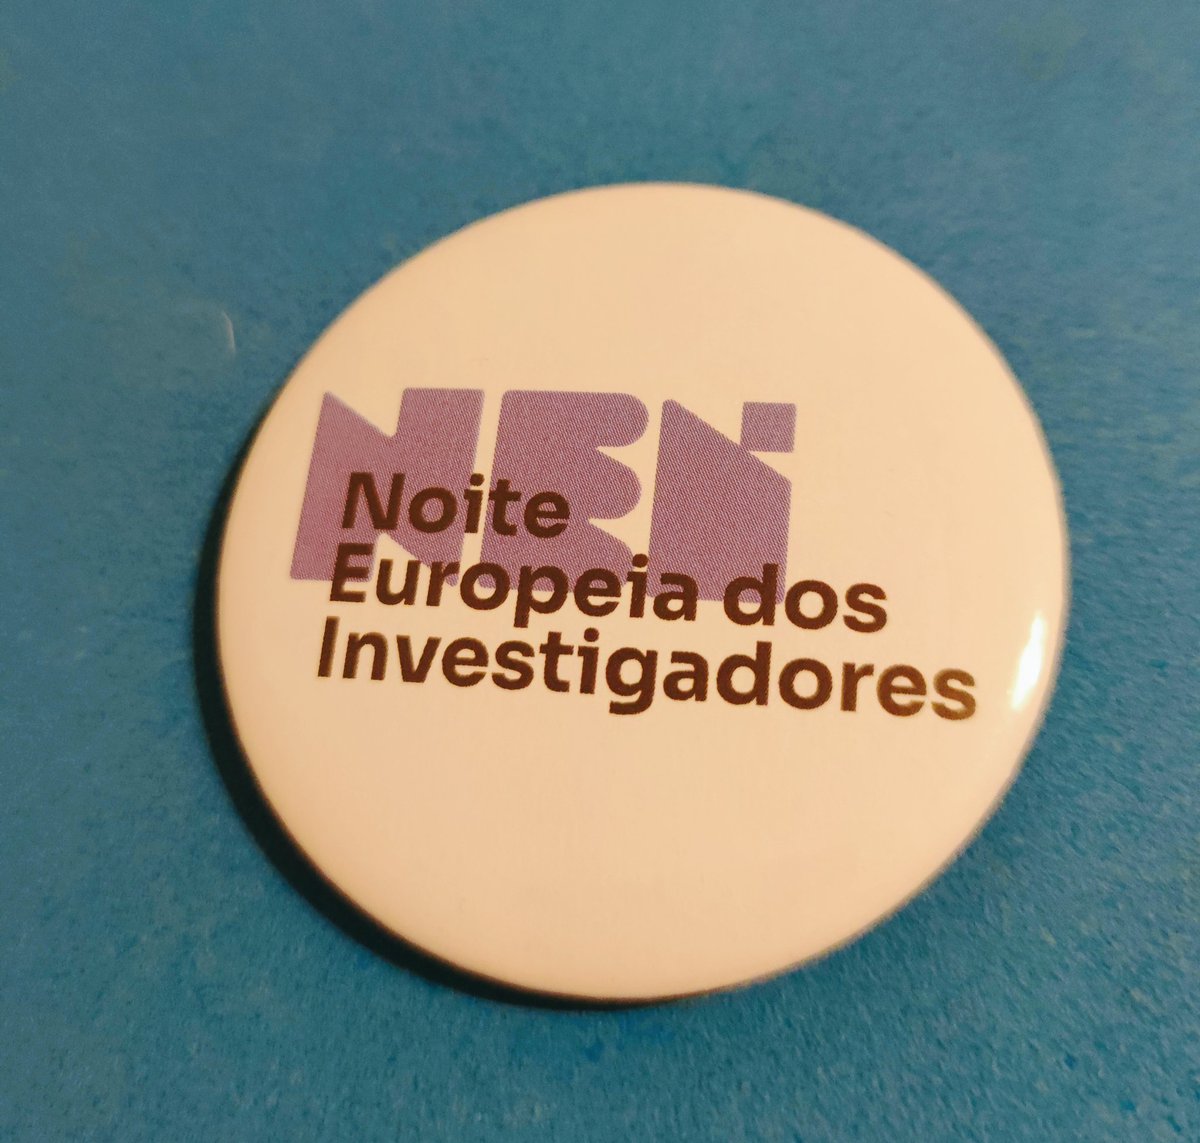 NEI
Noite
Europeia dos
Investigadores